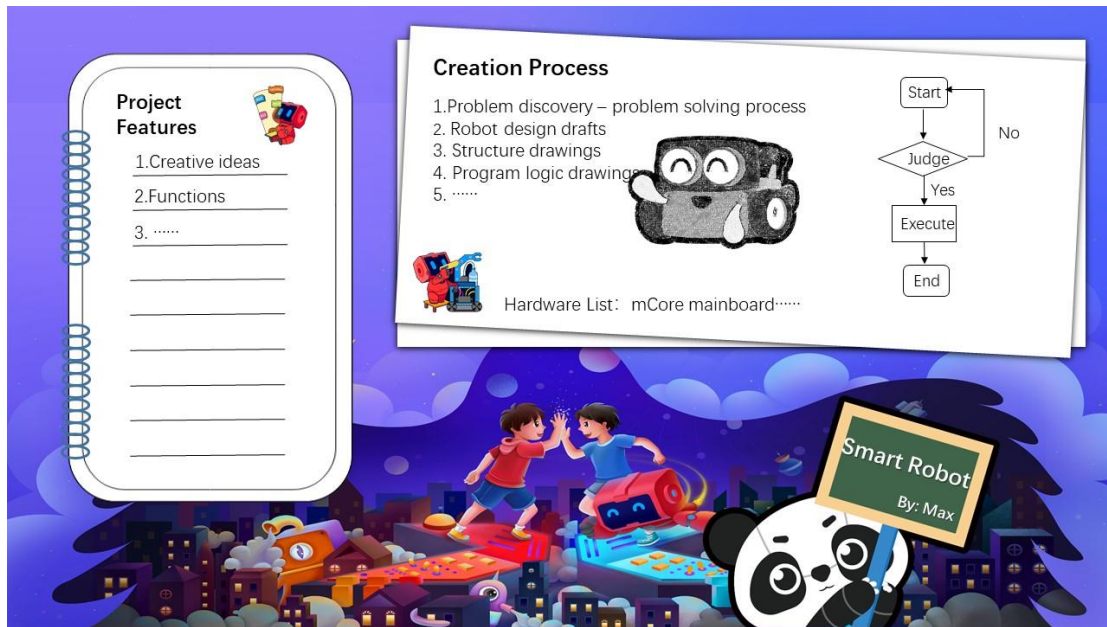 Project
Features
1.Creative ideas
2.Functions
3. ······
Creation Process
1.Problem discovery – problem solving process
2. Robot design drafts
3. Structure drawings
4. Program logic drawings
5. ······
Hardware List： mCore mainboard······
Start
No
Judge
Yes
Execute
End
Smart Robot
By: Max